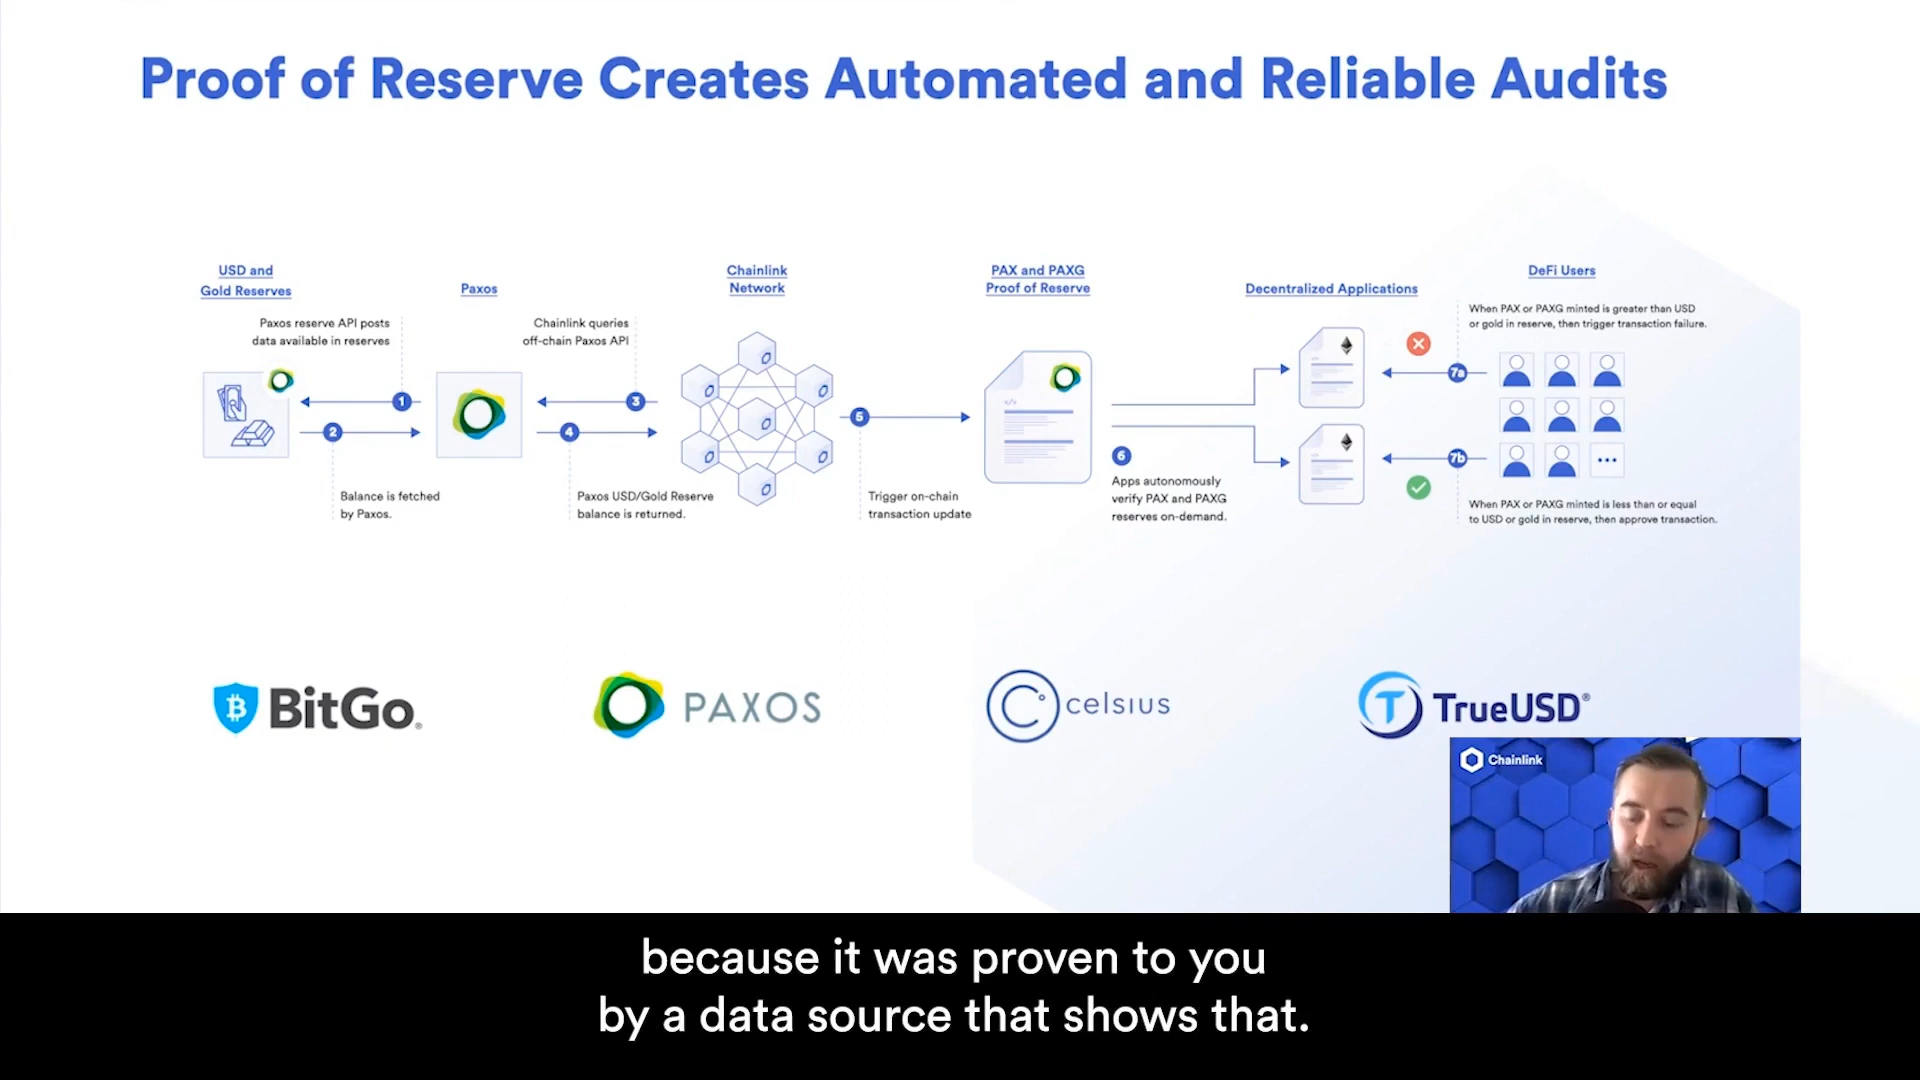 Proof of Reserve Creates Automated and Reliable Audits
USD and
Gold Reserves
Paxos
Chainlink
Network
PAX and PAXG
Proof of Reserve
Decentralized Applications
DeFi Users
Paxos reserve API posts
data available in reserves
Chainlink queries
off-chain Paxos API
When PAX or PAXG minted is greater than USD
or gold in reserve, then trigger transaction failure.
1
2
3
4
5
6
7a
7b
Balance is fetched
by Paxos.
Paxos USD/Gold Reserve
balance is returned.
Trigger on-chain
transaction update
Apps autonomously
verify PAX and PAXG
reserves on-demand.
When PAX or PAXG minted is less than or equal
to USD or gold in reserve, then approve transaction.
BitGo®
PAXOS
celsius
TrueUSD®
Chainlink
because it was proven to you
by a data source that shows that.